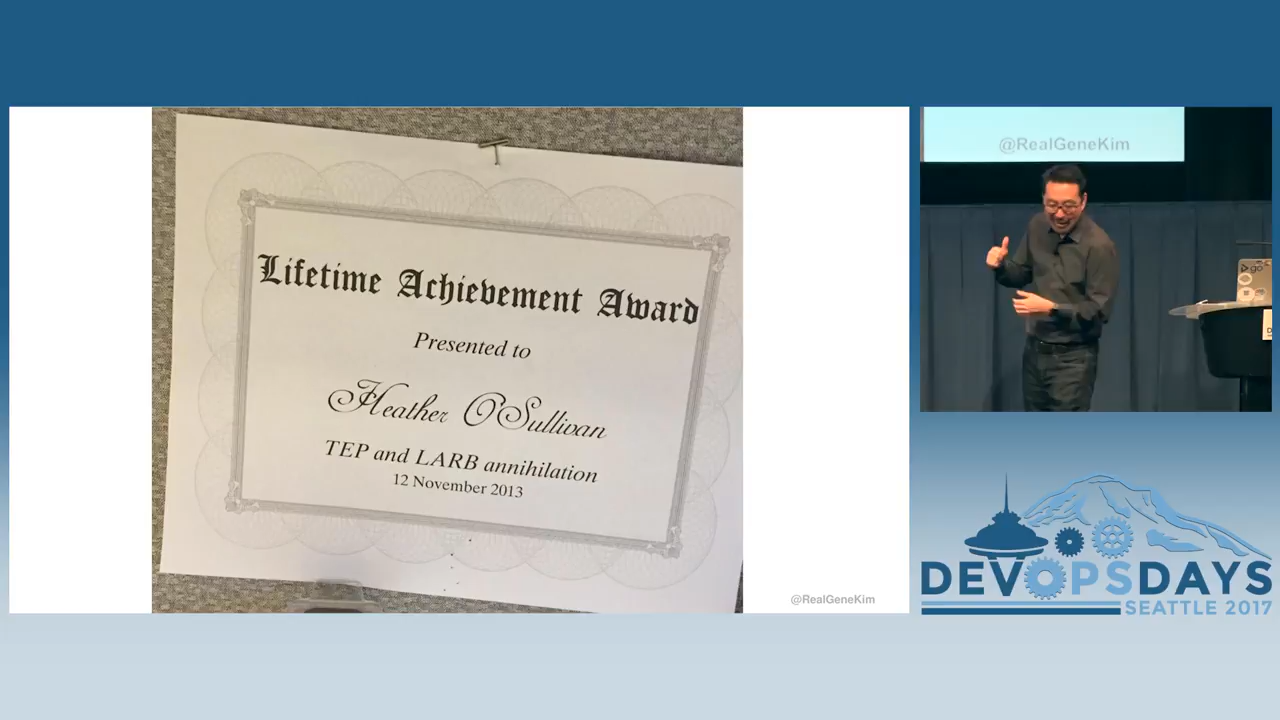 Lifetime Achievement Award
Presented to
Heather O'Sullivan
TEP and LARB annihilation
12 November 2013
@RealGeneKim
@RealGeneKim
go
DEVOPSDAYS
SEATTLE 2017